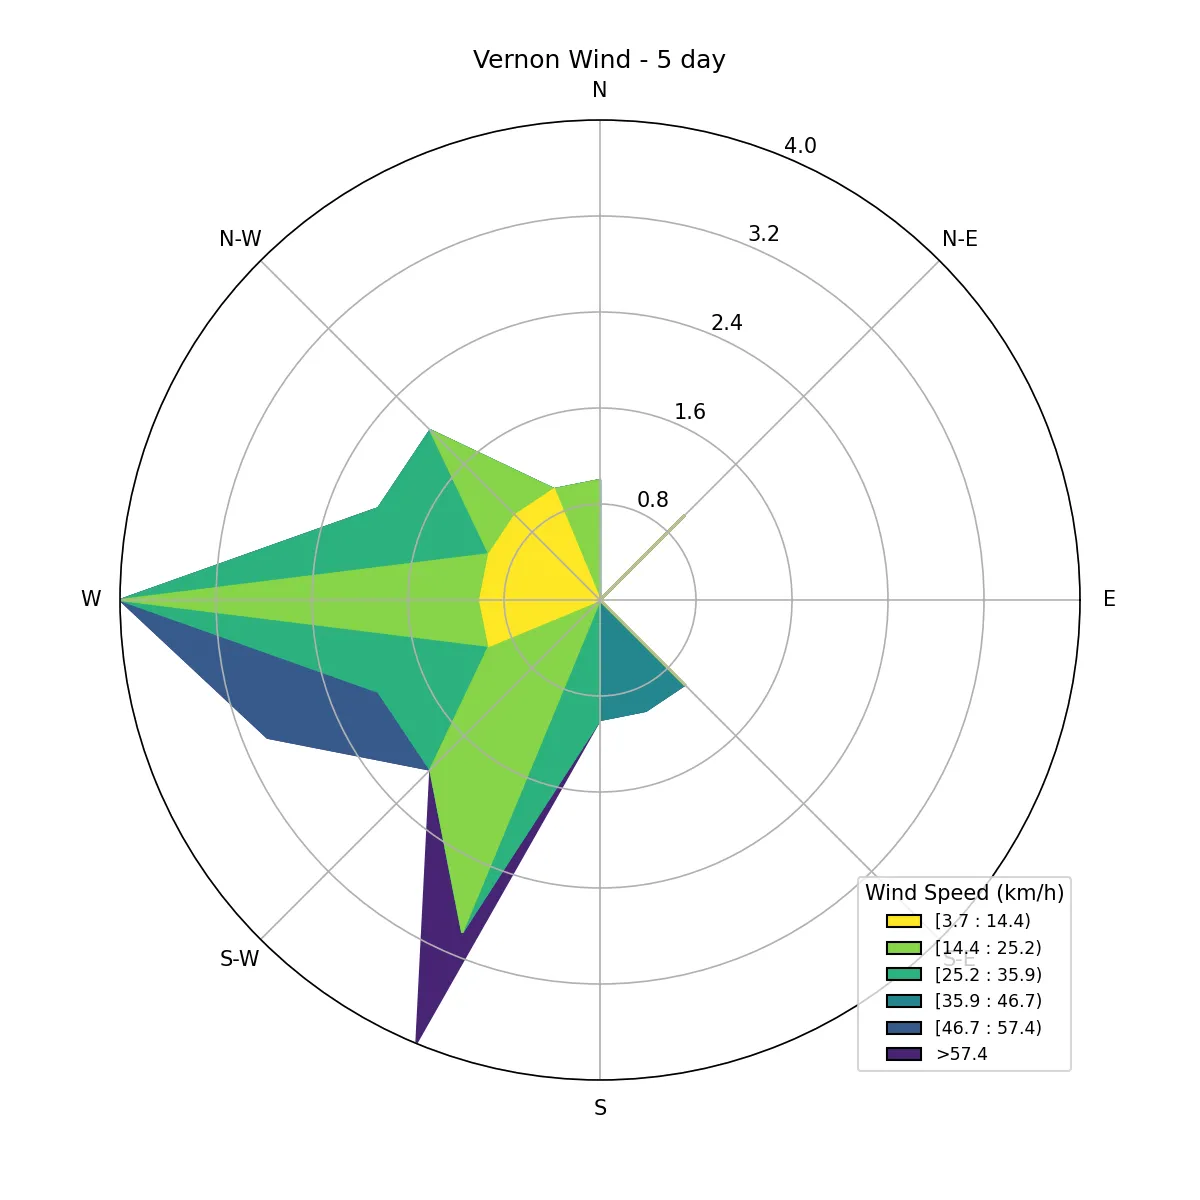 Vernon Wind - 5 day
N
4.0
N-W
3.2
N-E
2.4
1.6
0.8
W
E
Wind Speed (km/h)
[3.7 : 14.4)
[14.4 : 25.2)
S-W
S-E
[25.2 : 35.9)
[35.9 : 46.7)
[46.7 : 57.4)
>57.4
S